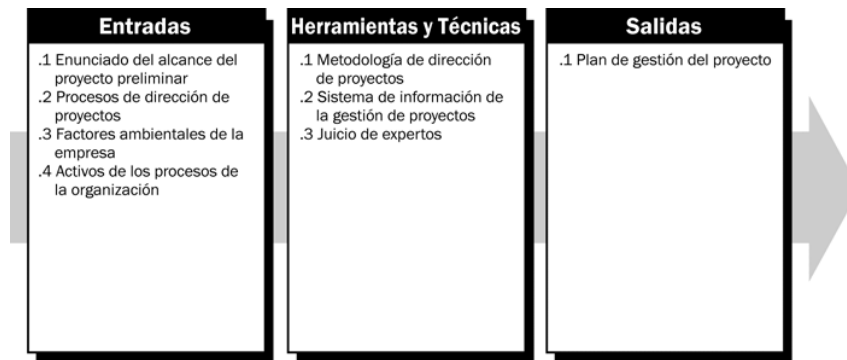 Entradas
.1 Enunciado del alcance del
proyecto preliminar
.2 Procesos de dirección de
proyectos
.3 Factores ambientales de la
empresa
.4 Activos de los procesos de
la organización
Herramientas y Técnicas
.1 Metodología de dirección
de proyectos
.2 Sistema de información de
la gestión de proyectos
.3 Juicio de expertos
Salidas
.1 Plan de gestión del proyecto